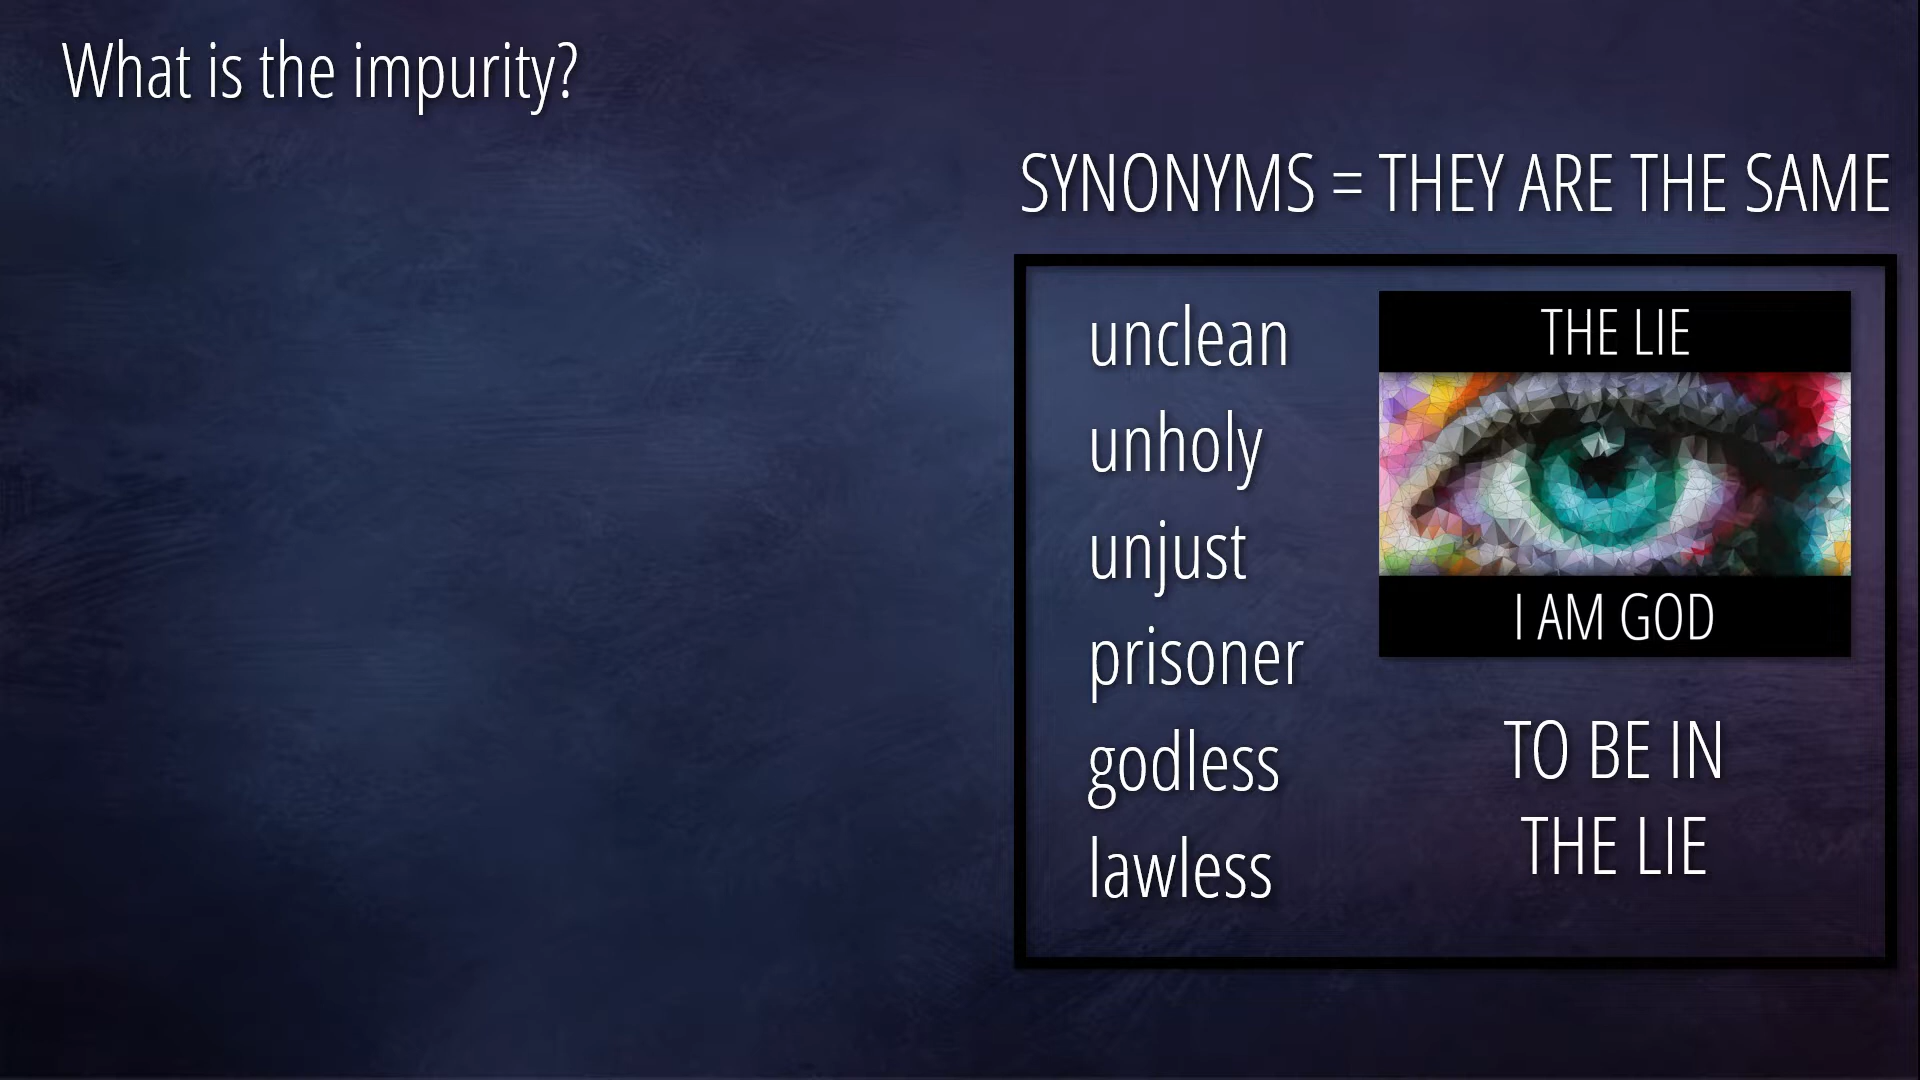 What is the impurity?
SYNONYMS = THEY ARE THE SAME
unclean
unholy
unjust
prisoner
godless
lawless
THE LIE
I AM GOD
TO BE IN
THE LIE